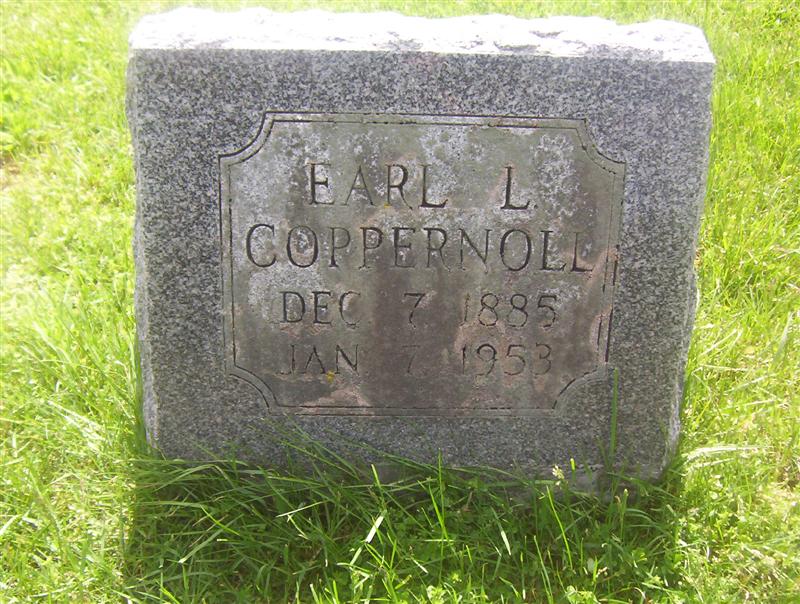 EARL L.
COPPERNOLL
DEC 7 1885
JAN 7 1953